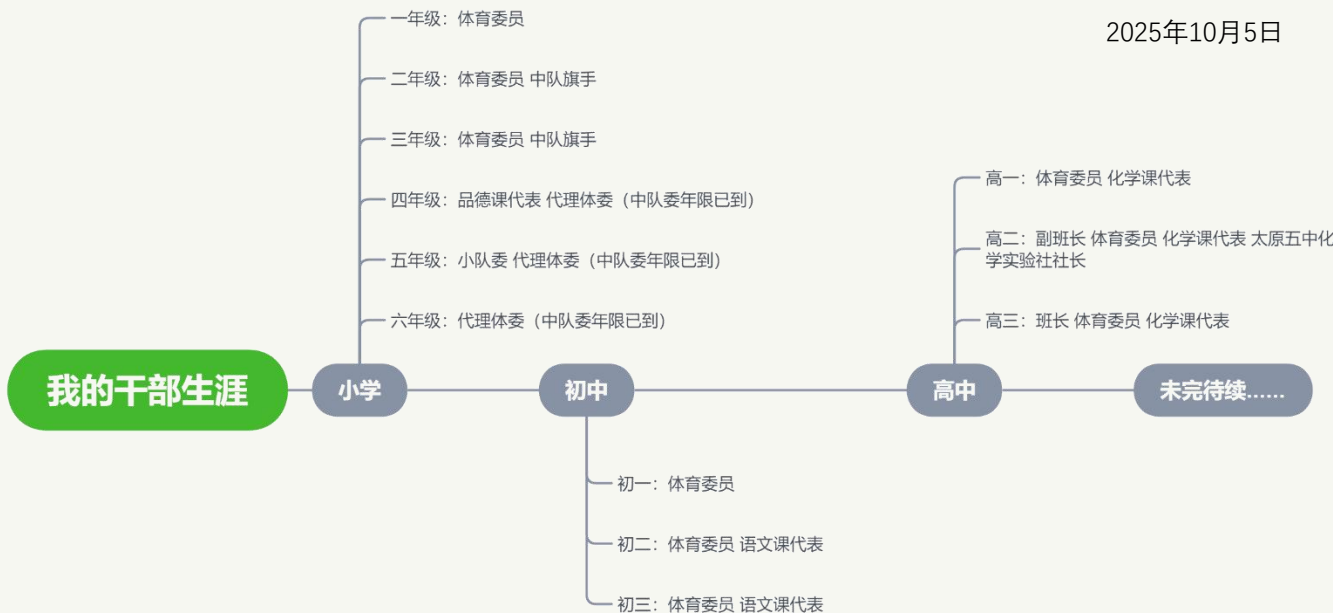 2025年10月5日
我的干部生涯
小学
一年级：体育委员
二年级：体育委员 中队旗手
三年级：体育委员 中队旗手
四年级：品德课代表 代理体委（中队委年限已到）
五年级：小队委 代理体委（中队委年限已到）
六年级：代理体委（中队委年限已到）
初中
初一：体育委员
初二：体育委员 语文课代表
初三：体育委员 语文课代表
高中
高一：体育委员 化学课代表
高二：副班长 体育委员 化学课代表 太原五中化
学实验社社长
高三：班长 体育委员 化学课代表
未完待续......